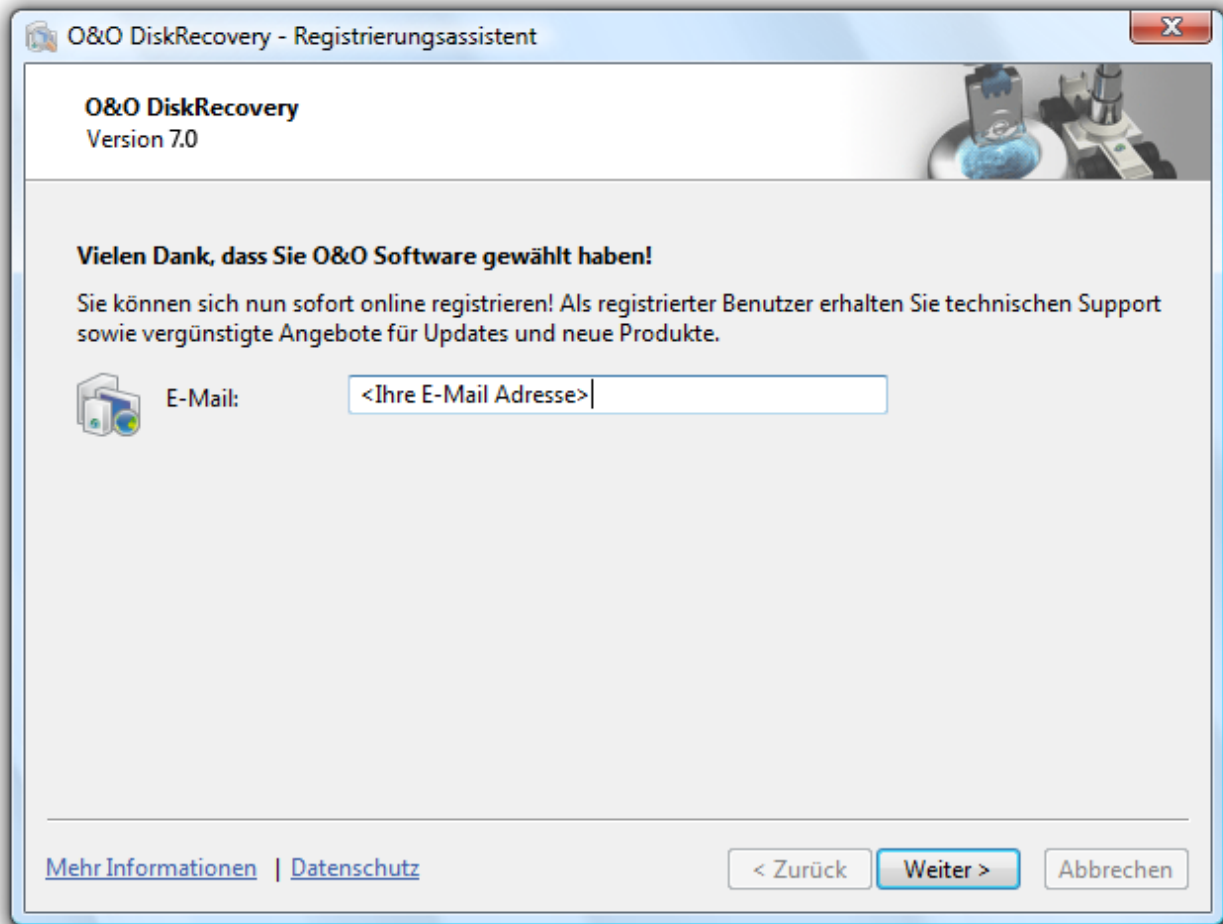 O&O DiskRecovery - Registrierungsassistent
O&O DiskRecovery
Version 7.0
Vielen Dank, dass Sie O&O Software gewählt haben!
Sie können sich nun sofort online registrieren! Als registrierter Benutzer erhalten Sie technischen Support
sowie vergünstigte Angebote für Updates und neue Produkte.
E-Mail: <Ihre E-Mail Adresse>
Mehr Informationen | Datenschutz < Zurück Weiter > Abbrechen